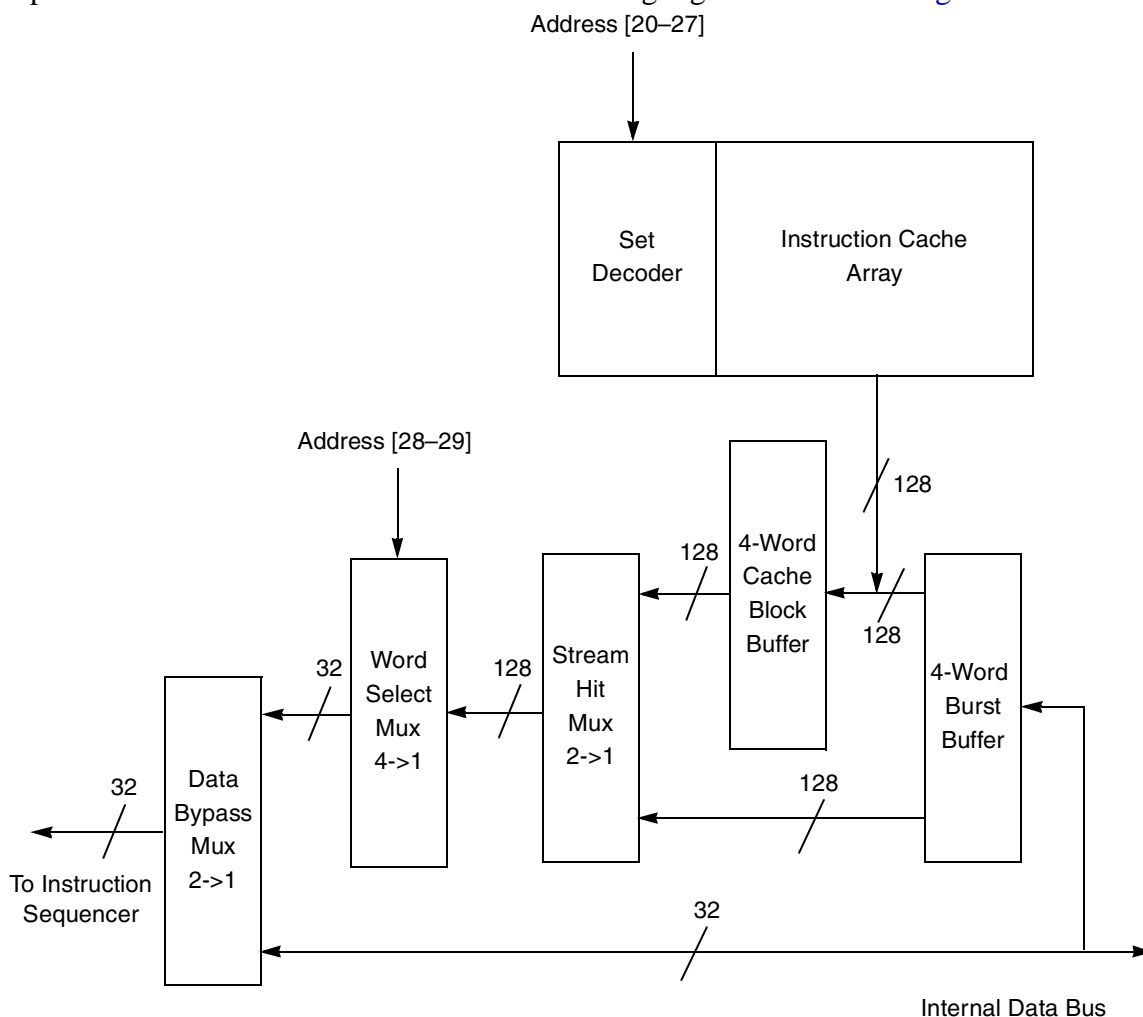 Address [20–27]
Set
Decoder
Instruction Cache
Array
Address [28–29]
128
4-Word
Cache
Block
Buffer
128
128
4-Word
Burst
Buffer
Stream
Hit
Mux
2->1
128
Word
Select
Mux
4->1
32
128
Data
Bypass
Mux
2->1
32
To Instruction
Sequencer
32
Internal Data Bus